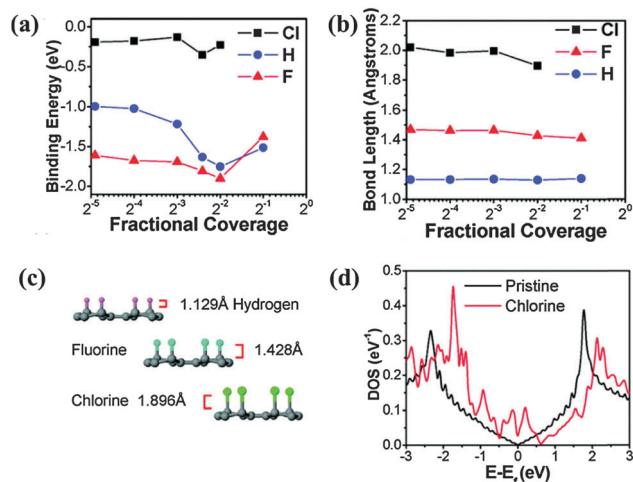 (a)
Binding Energy (eV)
0.0
-0.5
-1.0
-1.5
-2.0
Cl
H
F
2⁻⁵ 2⁻⁴ 2⁻³ 2⁻² 2⁻¹ 2⁰
Fractional Coverage
(b)
Bond Length (Angstroms)
2.2
2.0
1.8
1.6
1.4
1.2
1.0
Cl
F
H
2⁻⁵ 2⁻⁴ 2⁻³ 2⁻² 2⁻¹ 2⁰
Fractional Coverage
(c)
1.129Å Hydrogen
Fluorine 1.428Å
Chlorine 1.896Å
(d)
DOS (eV⁻¹)
0.5
0.4
0.3
0.2
0.1
0.0
Pristine
Chlorine
-3 -2 -1 0 1 2 3